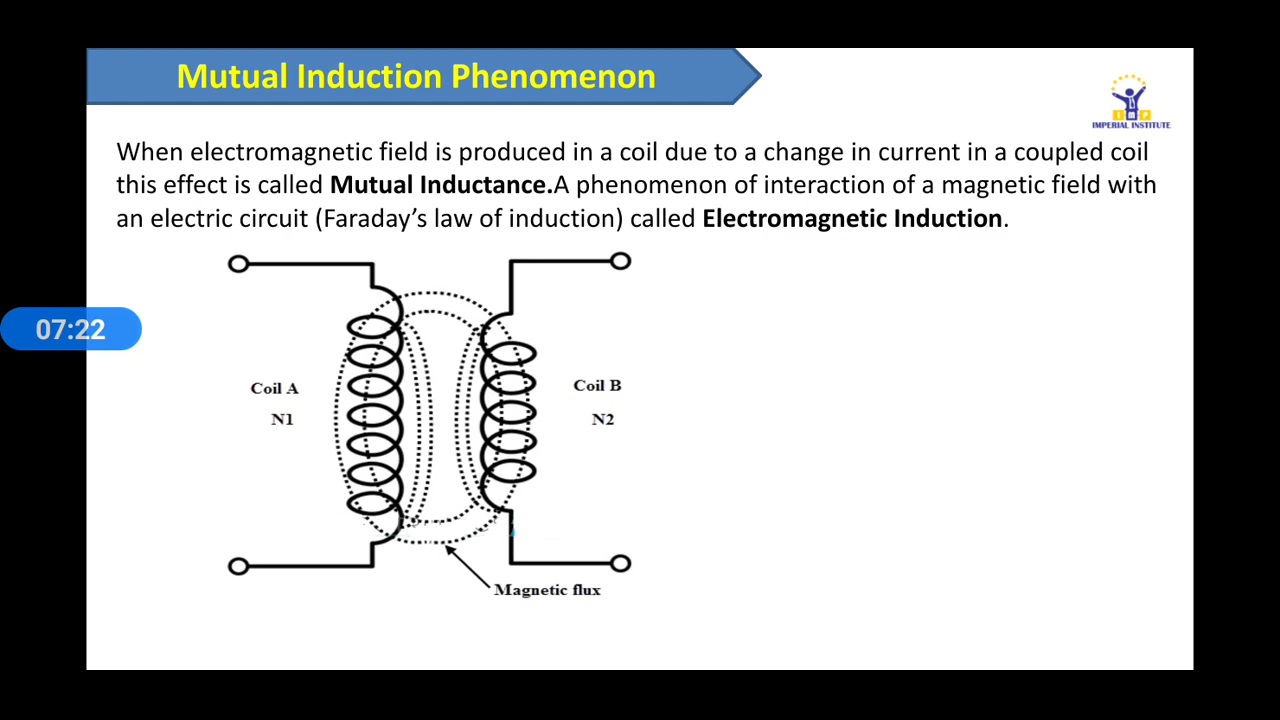 Mutual Induction Phenomenon
IMPERIAL INSTITUTE
When electromagnetic field is produced in a coil due to a change in current in a coupled coil
this effect is called Mutual Inductance.A phenomenon of interaction of a magnetic field with
an electric circuit (Faraday’s law of induction) called Electromagnetic Induction.
07:22
Coil A
N1
Coil B
N2
Magnetic flux